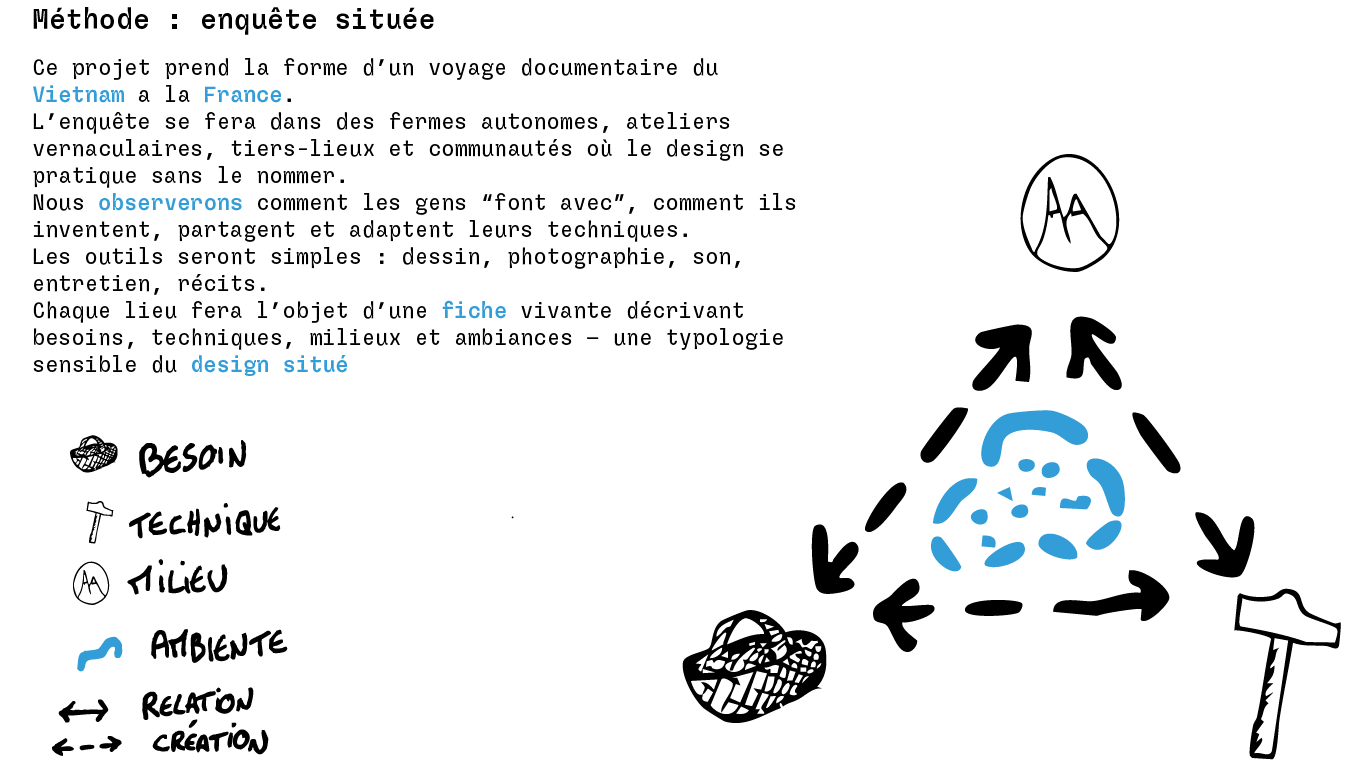 Méthode : enquête située
Ce projet prend la forme d’un voyage documentaire du
Vietnam a la France.
L’enquête se fera dans des fermes autonomes, ateliers
vernaculaires, tiers-lieux et communautés où le design se
pratique sans le nommer.
Nous observerons comment les gens “font avec”, comment ils
inventent, partagent et adaptent leurs techniques.
Les outils seront simples : dessin, photographie, son,
entretien, récits.
Chaque lieu fera l’objet d’une fiche vivante décrivant
besoins, techniques, milieux et ambiances – une typologie
sensible du design situé
BESOIN
TECHNIQUE
MILIEU
AMBIENTE
RELATION
CRÉATION